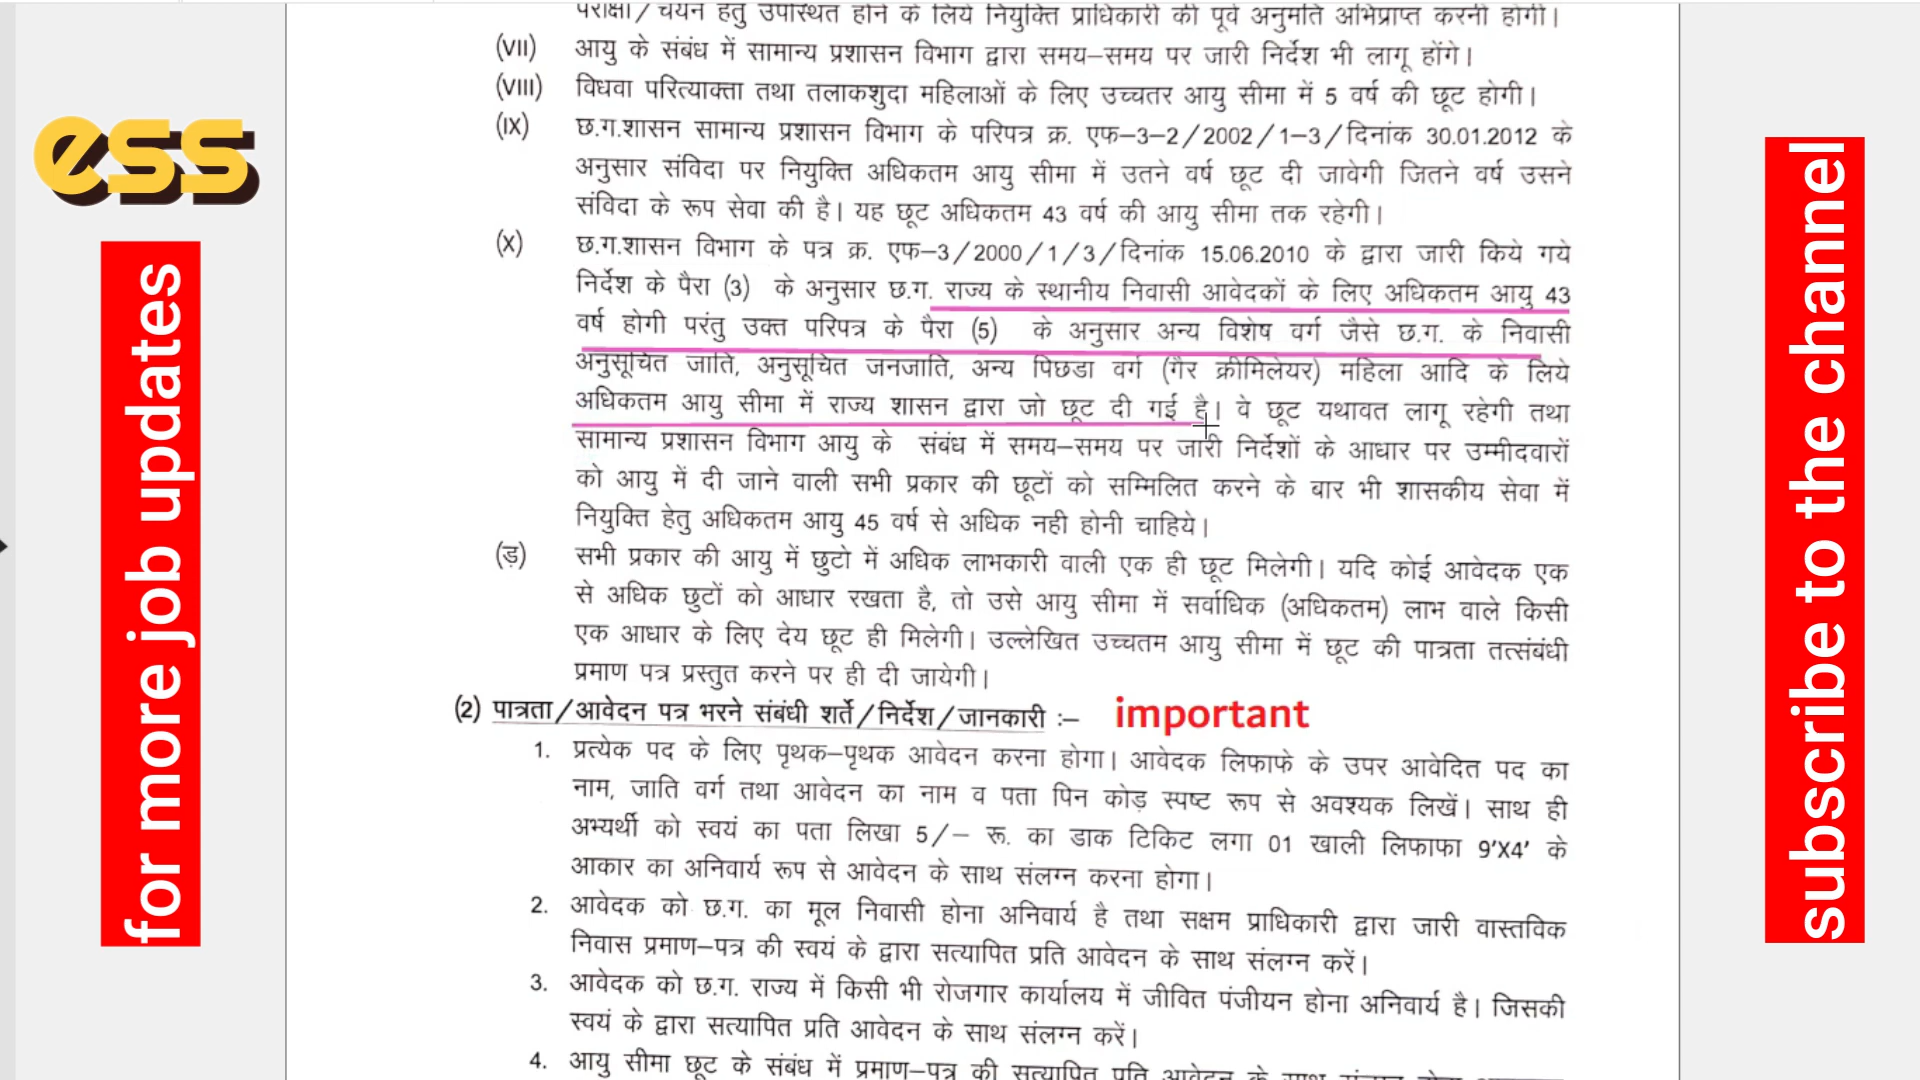 परीक्षा/चयन हेतु उपस्थित होने के लिये नियुक्ति प्राधिकारी की पूर्व अनुमति अभिप्राप्त करनी होगी।
(VII) आयु के संबंध में सामान्य प्रशासन विभाग द्वारा समय–समय पर जारी निर्देश भी लागू होंगे।
(VIII) विधवा परित्याक्ता तथा तलाकशुदा महिलाओं के लिए उच्चतर आयु सीमा में 5 वर्ष की छूट होगी।
(IX) छ.ग.शासन सामान्य प्रशासन विभाग के परिपत्र क्र. एफ–3–2/2002/1–3/दिनांक 30.01.2012 के
अनुसार संविदा पर नियुक्ति अधिकतम आयु सीमा में उतने वर्ष छूट दी जावेगी जितने वर्ष उसने
संविदा के रूप सेवा की है। यह छूट अधिकतम 43 वर्ष की आयु सीमा तक रहेगी।
(X) छ.ग.शासन विभाग के पत्र क्र. एफ–3/2000/1/3/दिनांक 15.06.2010 के द्वारा जारी किये गये
निर्देश के पैरा (3) के अनुसार छ.ग. राज्य के स्थानीय निवासी आवेदकों के लिए अधिकतम आयु 43
वर्ष होगी परंतु उक्त परिपत्र के पैरा (5) के अनुसार अन्य विशेष वर्ग जैसे छ.ग. के निवासी
अनुसूचित जाति, अनुसूचित जनजाति, अन्य पिछडा वर्ग (गैर क्रीमिलेयर) महिला आदि के लिये
अधिकतम आयु सीमा में राज्य शासन द्वारा जो छूट दी गई है। वे छूट यथावत लागू रहेगी तथा
सामान्य प्रशासन विभाग आयु के संबंध में समय–समय पर जारी निर्देशों के आधार पर उम्मीदवारों
को आयु में दी जाने वाली सभी प्रकार की छूटों को सम्मिलित करने के बार भी शासकीय सेवा में
नियुक्ति हेतु अधिकतम आयु 45 वर्ष से अधिक नही होनी चाहिये।
(ड़) सभी प्रकार की आयु में छुटो में अधिक लाभकारी वाली एक ही छूट मिलेगी। यदि कोई आवेदक एक
से अधिक छुटों को आधार रखता है, तो उसे आयु सीमा में सर्वाधिक (अधिकतम) लाभ वाले किसी
एक आधार के लिए देय छूट ही मिलेगी। उल्लेखित उच्चतम आयु सीमा में छूट की पात्रता तत्संबंधी
प्रमाण पत्र प्रस्तुत करने पर ही दी जायेगी।
(2) पात्रता/आवेदन पत्र भरने संबंधी शर्ते/निर्देश/जानकारी :– important
1. प्रत्येक पद के लिए पृथक–पृथक आवेदन करना होगा। आवेदक लिफाफे के उपर आवेदित पद का
नाम, जाति वर्ग तथा आवेदन का नाम व पता पिन कोड़ स्पष्ट रूप से अवश्यक लिखें। साथ ही
अभ्यर्थी को स्वयं का पता लिखा 5/– रू. का डाक टिकिट लगा 01 खाली लिफाफा 9'X4' के
आकार का अनिवार्य रूप से आवेदन के साथ संलग्न करना होगा।
2. आवेदक को छ.ग. का मूल निवासी होना अनिवार्य है तथा सक्षम प्राधिकारी द्वारा जारी वास्तविक
निवास प्रमाण–पत्र की स्वयं के द्वारा सत्यापित प्रति आवेदन के साथ संलग्न करें।
3. आवेदक को छ.ग. राज्य में किसी भी रोजगार कार्यालय में जीवित पंजीयन होना अनिवार्य है। जिसकी
स्वयं के द्वारा सत्यापित प्रति आवेदन के साथ संलग्न करें।
4. आयु सीमा छूट के संबंध में प्रमाण–पत्र की सत्यापित प्रति आवेदन के साथ
ess
for more job updates
subscribe to the channel